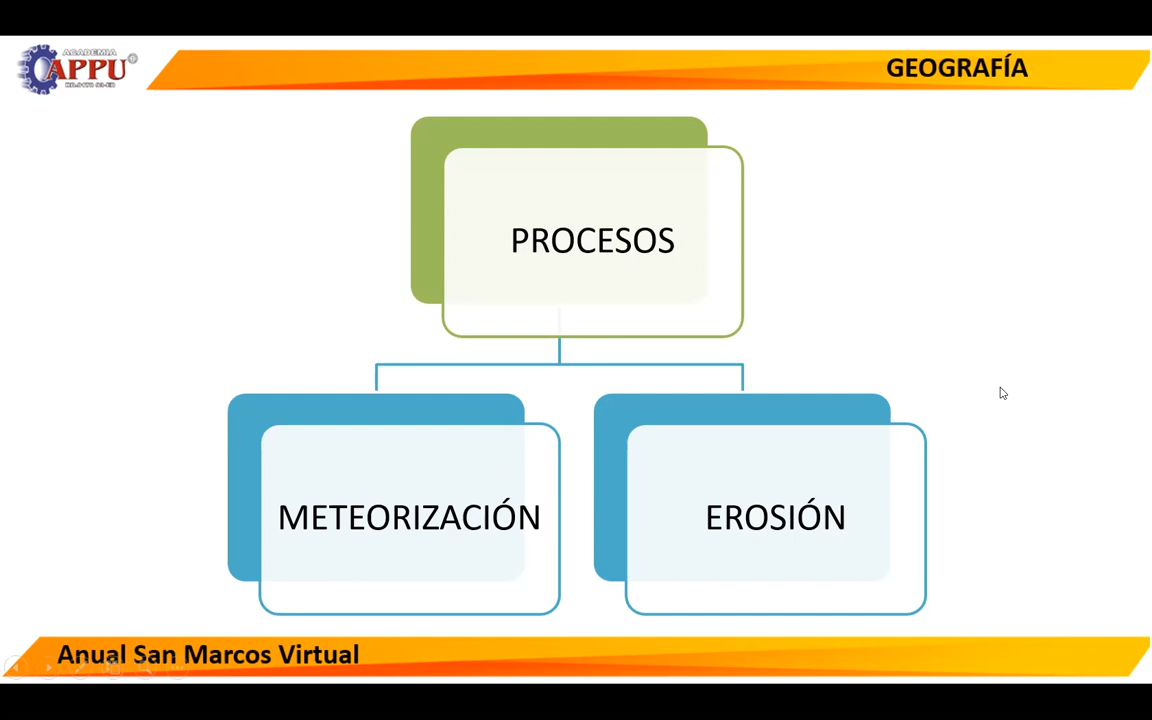 ACADEMIA
APPU
GEOGRAFÍA
PROCESOS
METEORIZACIÓN
EROSIÓN
Anual San Marcos Virtual